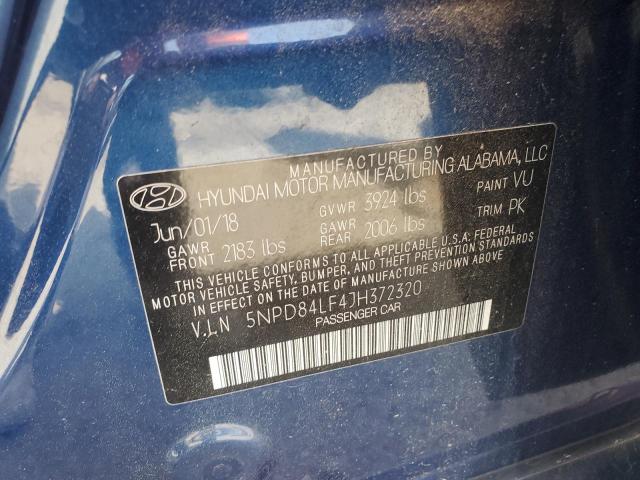 MANUFACTURED BY
HYUNDAI MOTOR MANUFACTURING ALABAMA, LLC
Jun/01/18 GVWR 3924 lbs PAINT VU
GAWR FRONT 2183 lbs GAWR REAR 2006 lbs TRIM PK
THIS VEHICLE CONFORMS TO ALL APPLICABLE U.S.A. FEDERAL
MOTOR VEHICLE SAFETY, BUMPER, AND THEFT PREVENTION STANDARDS
IN EFFECT ON THE DATE OF MANUFACTURE SHOWN ABOVE.
V.I.N 5NPD84LF4JH372320
PASSENGER CAR